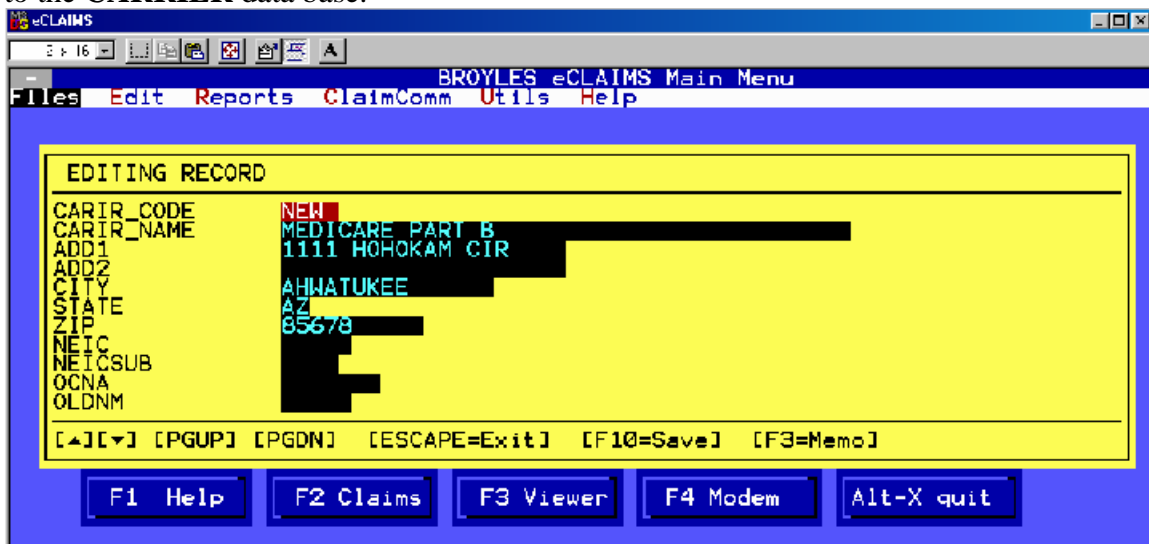 to the CARRIER data base.
eCLAIMS
BROYLES eCLAIMS Main Menu
FIles Edit Reports ClaimComm Utils Help
EDITING RECORD
CARIR_CODE NEW
CARIR_NAME MEDICARE PART B
ADD1 1111 HOHOKAM CIR
ADD2
CITY AHWATUKEE
STATE AZ
ZIP 85678
NEIC
NEICSUB
OCNA
OLDNM
[▲][▼] [PGUP] [PGDN] [ESCAPE=Exit] [F10=Save] [F3=Memo]
F1 Help F2 Claims F3 Viewer F4 Modem Alt-X quit